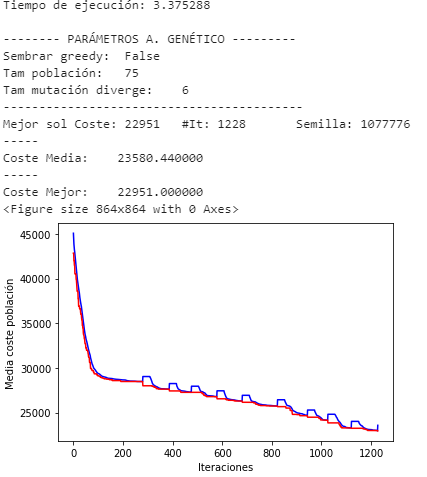 Tiempo de ejecución: 3.375288
-------- PARÁMETROS A. GENÉTICO ---------
Sembrar greedy: False
Tam población: 75
Tam mutación diverge: 6
----------------------------------------
Mejor sol Coste: 22951 #It: 1228 Semilla: 1077776
-----
Coste Media: 23580.440000
-----
Coste Mejor: 22951.000000
<Figure size 864x864 with 0 Axes>
45000
40000
35000
30000
25000
Media coste población
0 200 400 600 800 1000 1200
Iteraciones